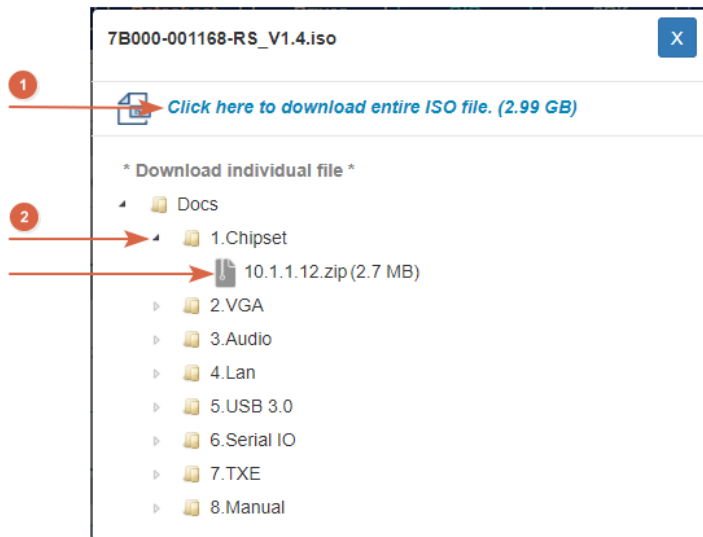 7B000-001168-RS_V1.4.iso
X
1
Click here to download entire ISO file. (2.99 GB)
* Download individual file *
Docs
2
1.Chipset
10.1.1.12.zip (2.7 MB)
2.VGA
3.Audio
4.Lan
5.USB 3.0
6.Serial IO
7.TXE
8.Manual